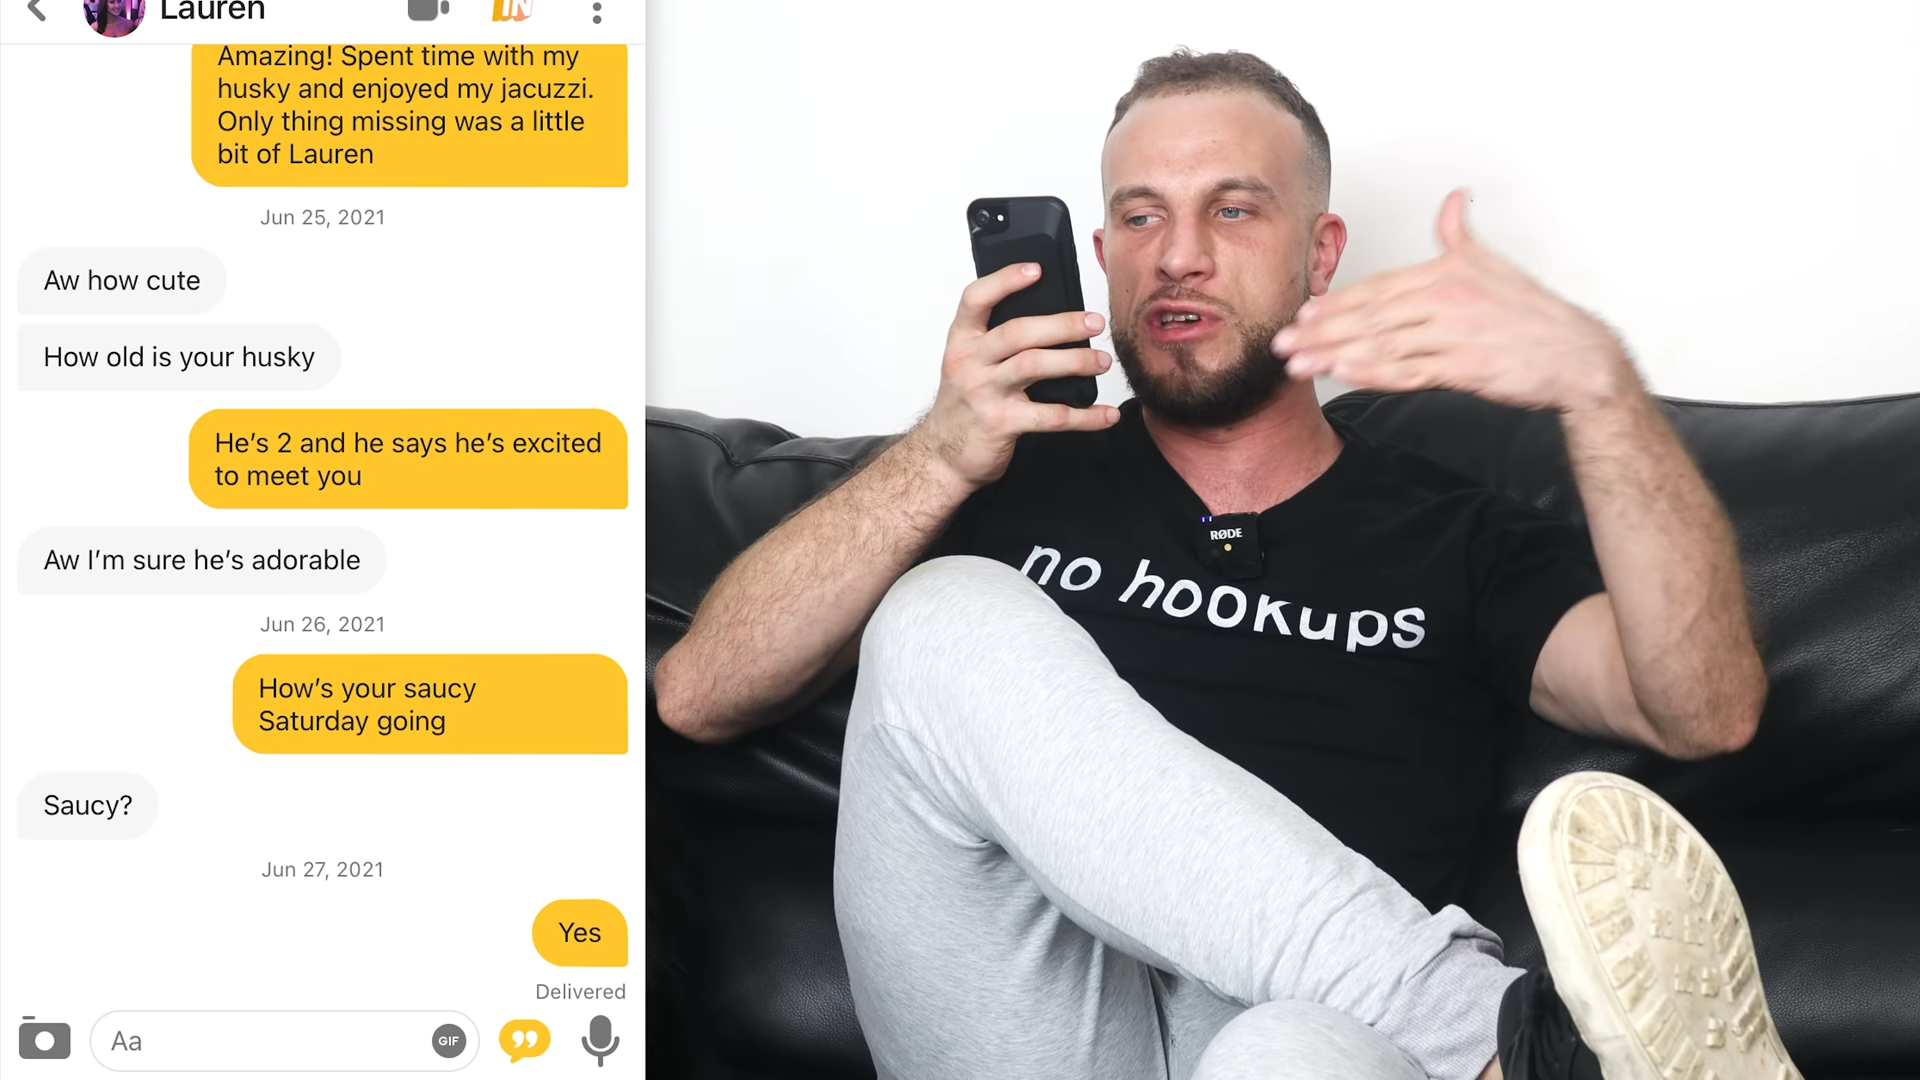 Lauren
IN
Amazing! Spent time with my
husky and enjoyed my jacuzzi.
Only thing missing was a little
bit of Lauren
Jun 25, 2021
Aw how cute
How old is your husky
He’s 2 and he says he’s excited
to meet you
Aw I’m sure he’s adorable
Jun 26, 2021
How’s your saucy
Saturday going
Saucy?
Jun 27, 2021
Yes
Delivered
Aa
GIF
RØDE
no hookups